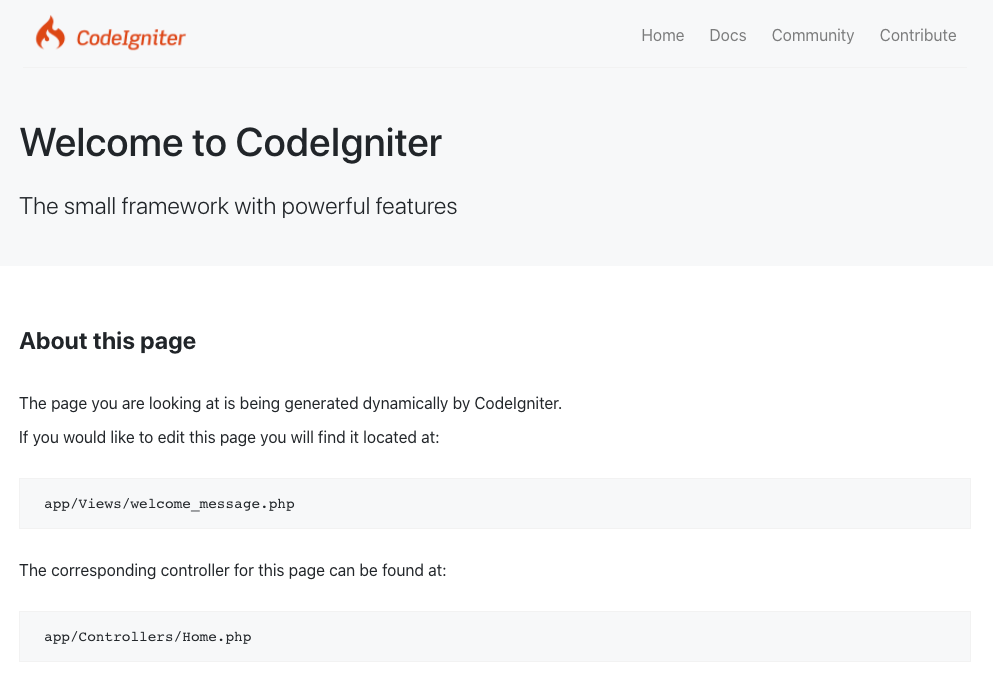 CodeIgniter
Home Docs Community Contribute
Welcome to CodeIgniter
The small framework with powerful features
About this page
The page you are looking at is being generated dynamically by CodeIgniter.
If you would like to edit this page you will find it located at:
app/Views/welcome_message.php
The corresponding controller for this page can be found at:
app/Controllers/Home.php